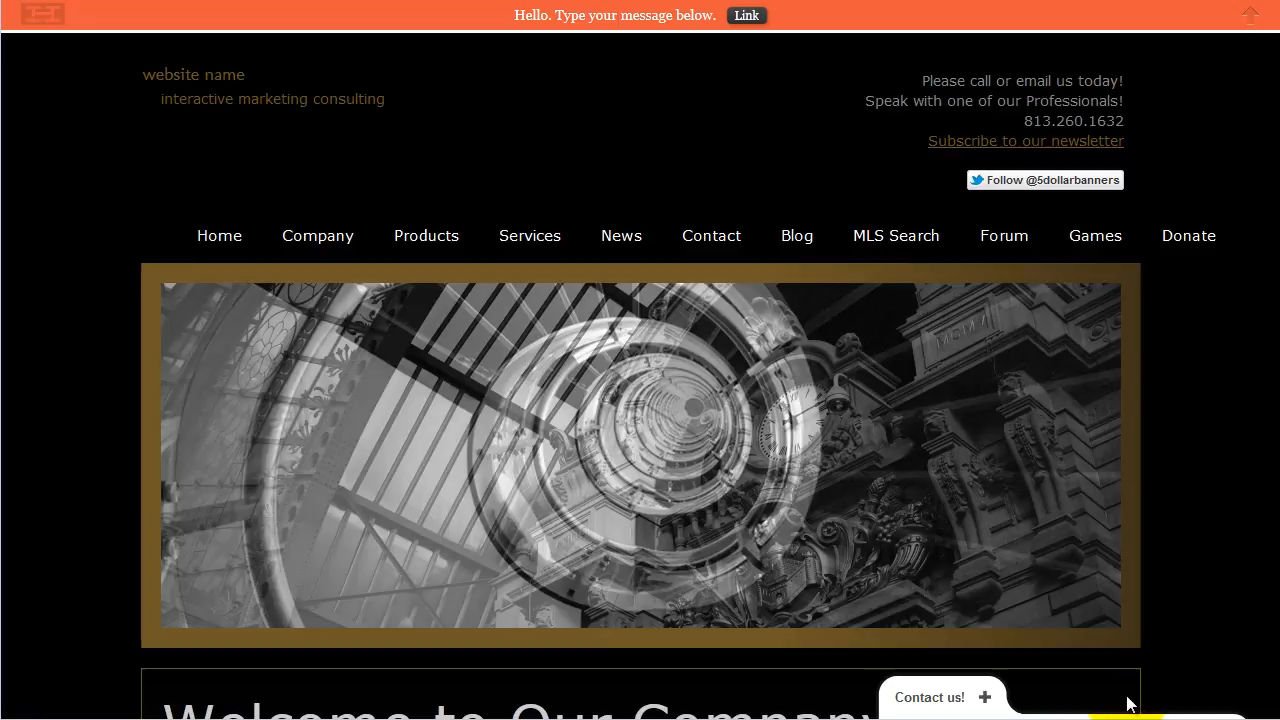 Hello. Type your message below. Link
website name
interactive marketing consulting
Please call or email us today!
Speak with one of our Professionals!
813.260.1632
Subscribe to our newsletter
Follow @5dollarbanners
Home Company Products Services News Contact Blog MLS Search Forum Games Donate
Welcome to Our Company
Contact us! +